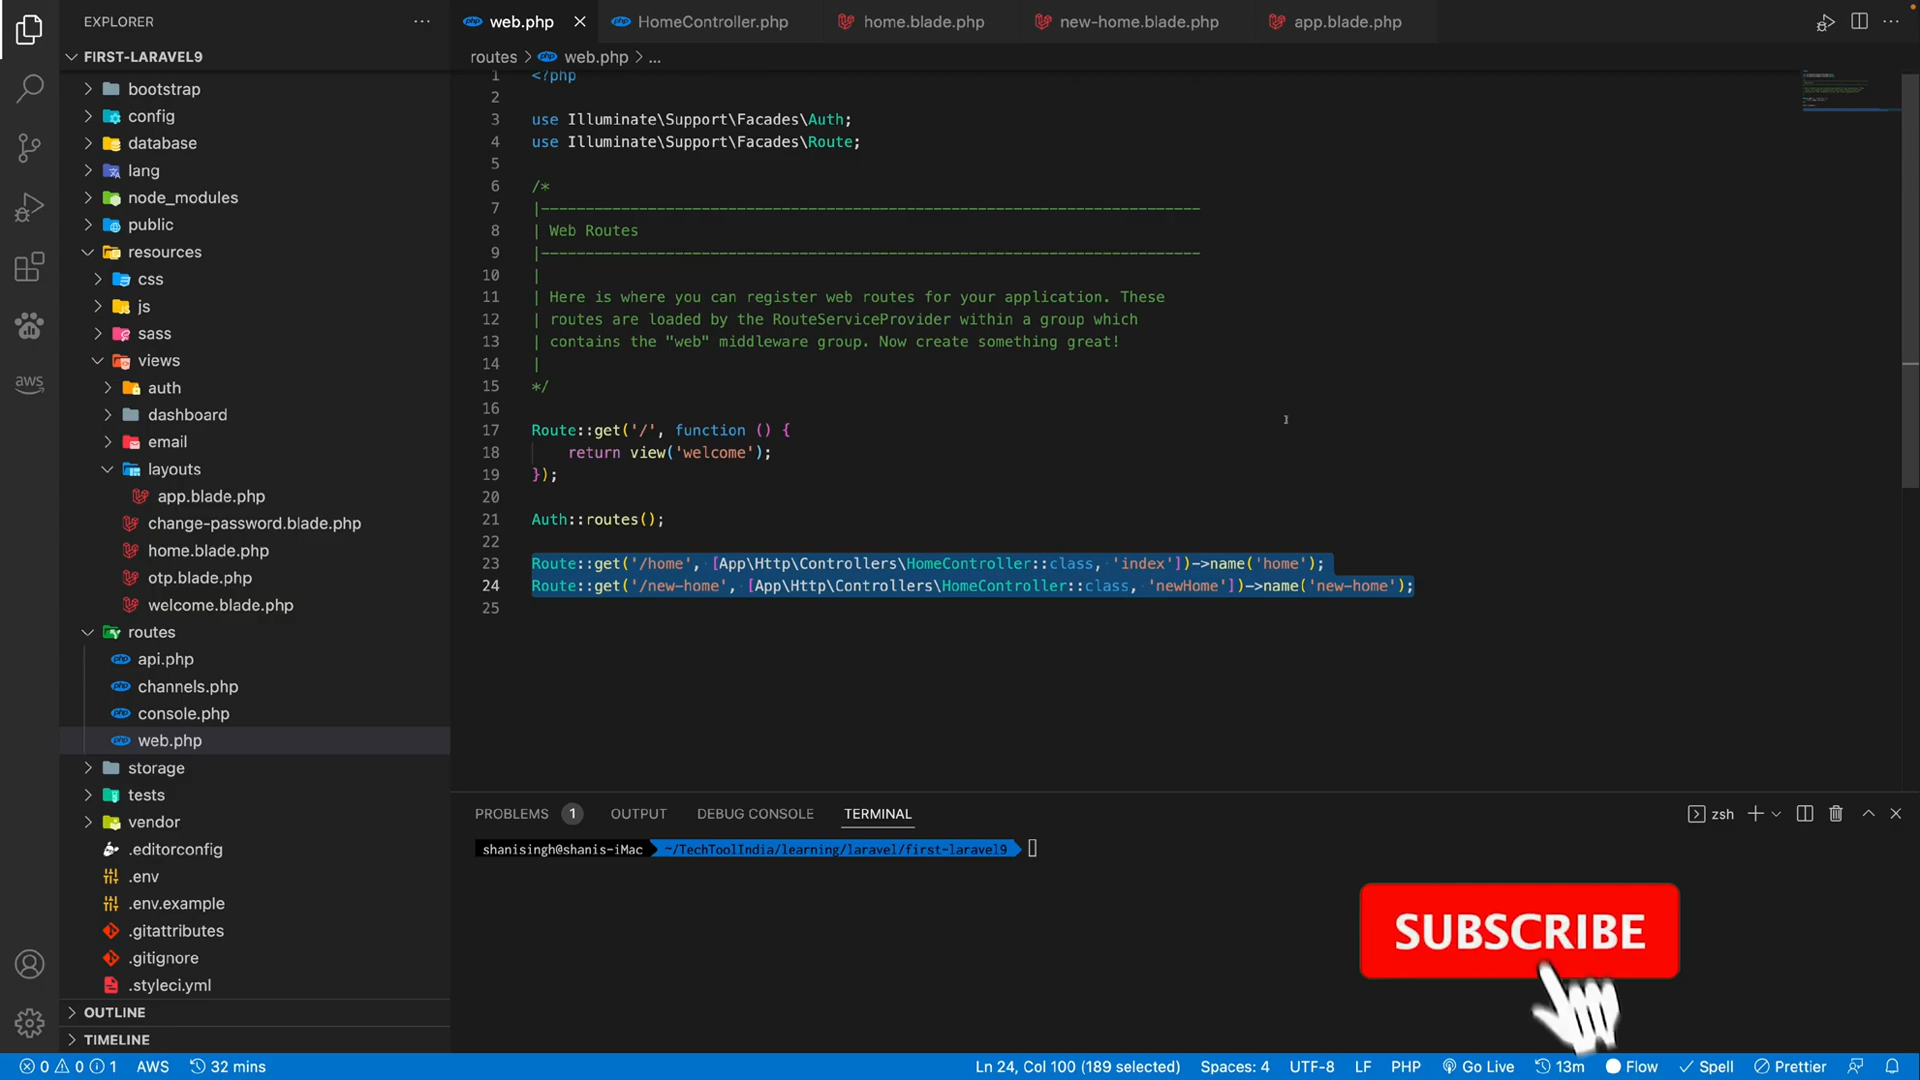 EXPLORER
web.php
HomeController.php
home.blade.php
new-home.blade.php
app.blade.php
FIRST-LARAVEL9
routes
web.php
...
bootstrap
config
database
lang
node_modules
public
resources
css
js
sass
views
auth
dashboard
email
layouts
app.blade.php
change-password.blade.php
home.blade.php
otp.blade.php
welcome.blade.php
routes
api.php
channels.php
console.php
web.php
storage
tests
vendor
.editorconfig
.env
.env.example
.gitattributes
.gitignore
.styleci.yml
OUTLINE
TIMELINE
1 <?php
2
3 use Illuminate\Support\Facades\Auth;
4 use Illuminate\Support\Facades\Route;
5
6 /*
7 |--------------------------------------------------------------------------
8 | Web Routes
9 |--------------------------------------------------------------------------
10 |
11 | Here is where you can register web routes for your application. These
12 | routes are loaded by the RouteServiceProvider within a group which
13 | contains the "web" middleware group. Now create something great!
14 |
15 */
16
17 Route::get('/', function () {
18 return view('welcome');
19 });
20
21 Auth::routes();
22
23 Route::get('/home', [App\Http\Controllers\HomeController::class, 'index'])->name('home');
24 Route::get('/new-home', [App\Http\Controllers\HomeController::class, 'newHome'])->name('new-home');
25
PROBLEMS 1 OUTPUT DEBUG CONSOLE TERMINAL
zsh
shanisingh@shanis-iMac ~/TechToolIndia/learning/laravel/first-laravel9
SUBSCRIBE
aws
0 0 1 AWS 32 mins
Ln 24, Col 100 (189 selected) Spaces: 4 UTF-8 LF PHP Go Live 13m Flow Spell Prettier